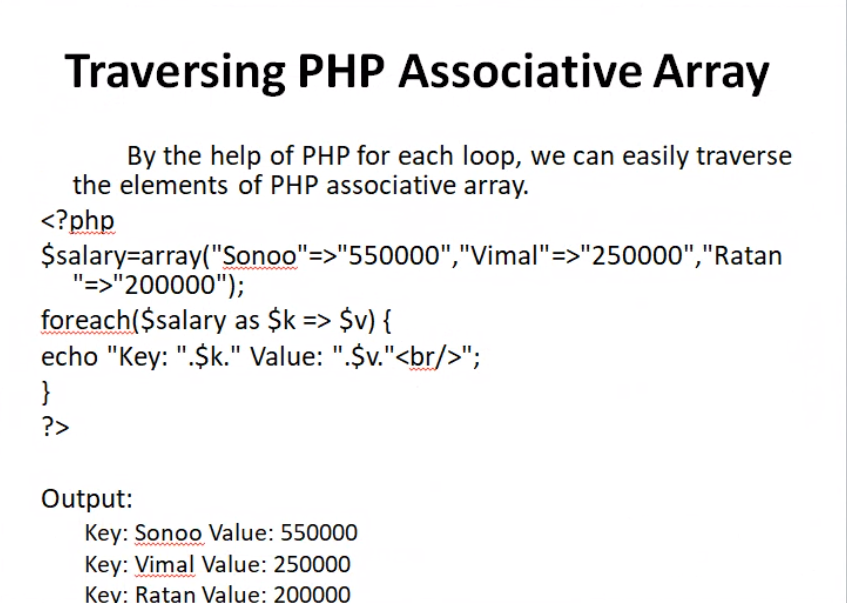 Traversing PHP Associative Array
By the help of PHP for each loop, we can easily traverse
the elements of PHP associative array.
<?php
$salary=array("Sonoo"=>"550000","Vimal"=>"250000","Ratan
"=>"200000");
foreach($salary as $k => $v) {
echo "Key: ".$k." Value: ".$v."<br/>";
}
?>
Output:
Key: Sonoo Value: 550000
Key: Vimal Value: 250000
Key: Ratan Value: 200000